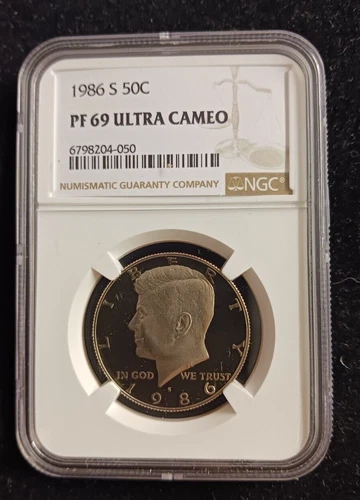 1986 S 50C
PF 69 ULTRA CAMEO
6798204-050
NUMISMATIC GUARANTY COMPANY NGC®
LIBERTY
IN GOD WE TRUST
S
1986